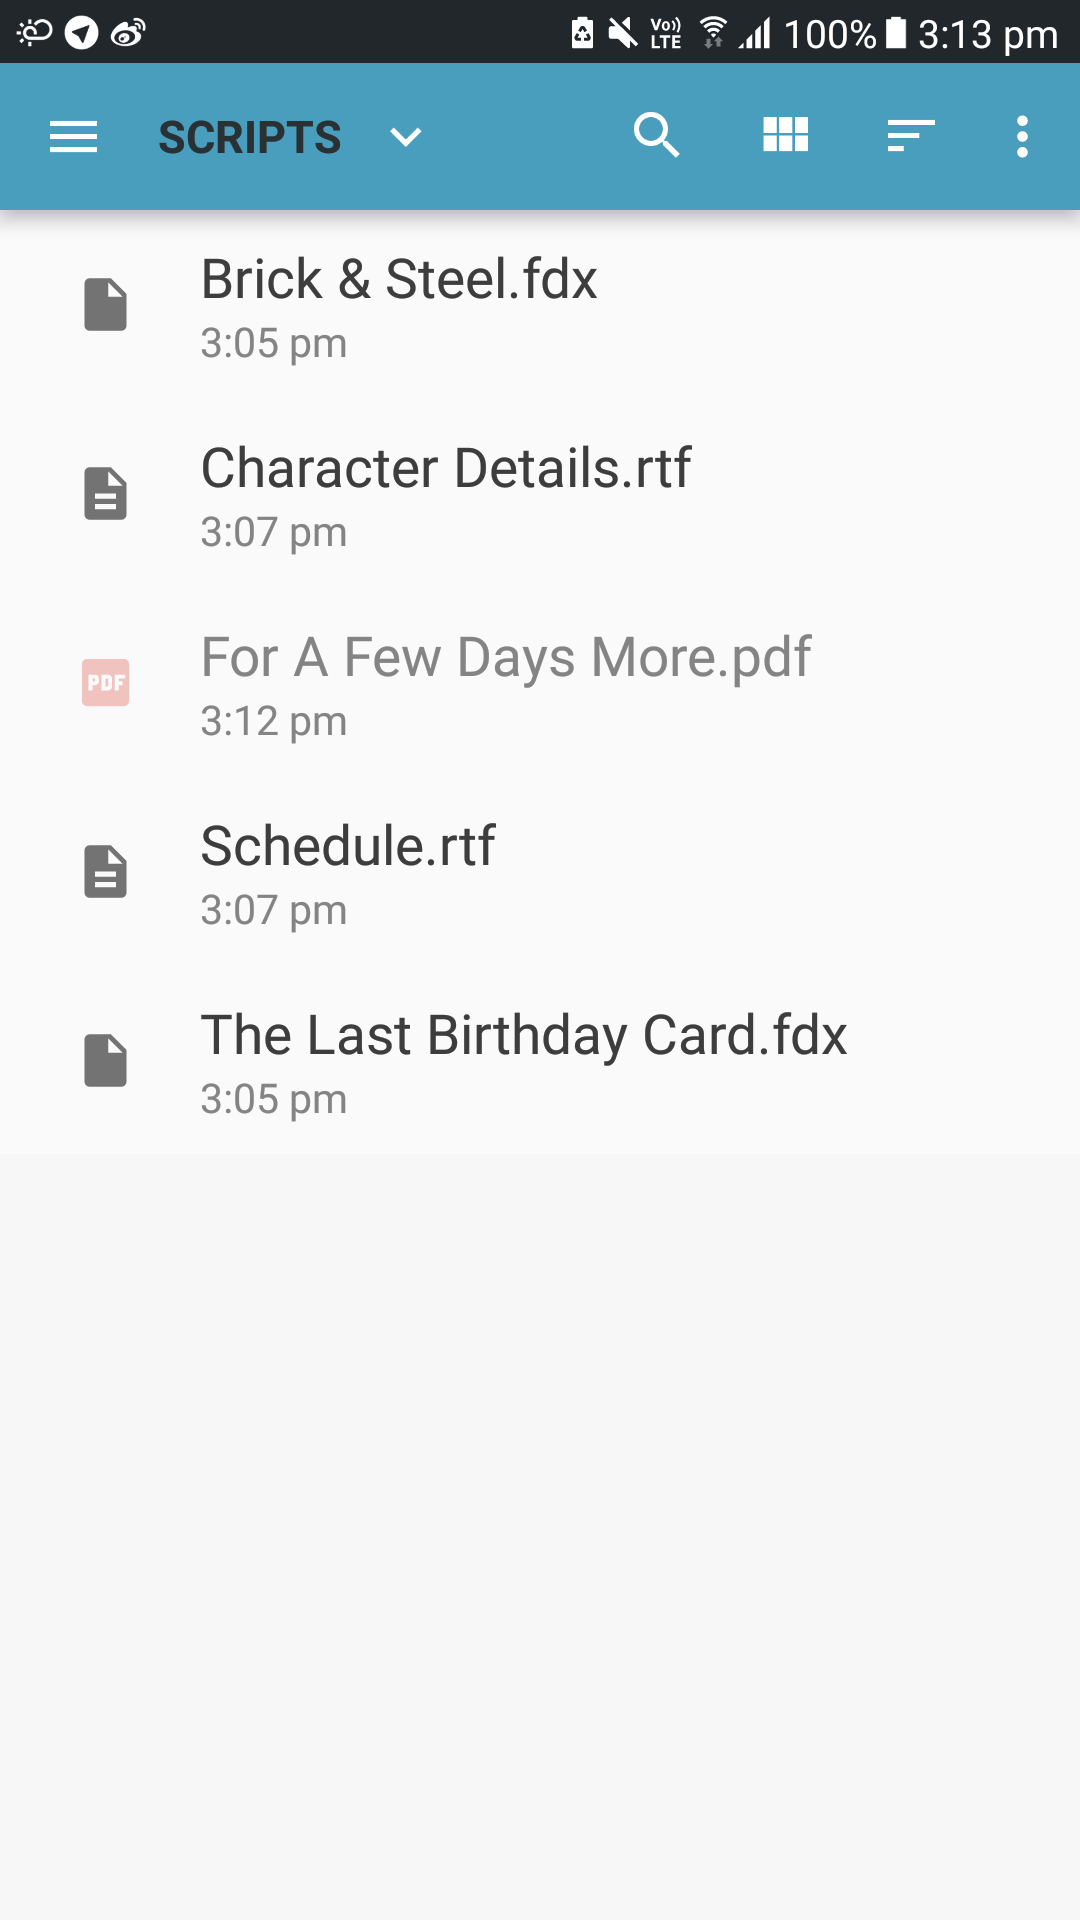 Vo)) LTE 100% 3:13 pm
SCRIPTS
Brick & Steel.fdx
3:05 pm
Character Details.rtf
3:07 pm
PDF
For A Few Days More.pdf
3:12 pm
Schedule.rtf
3:07 pm
The Last Birthday Card.fdx
3:05 pm